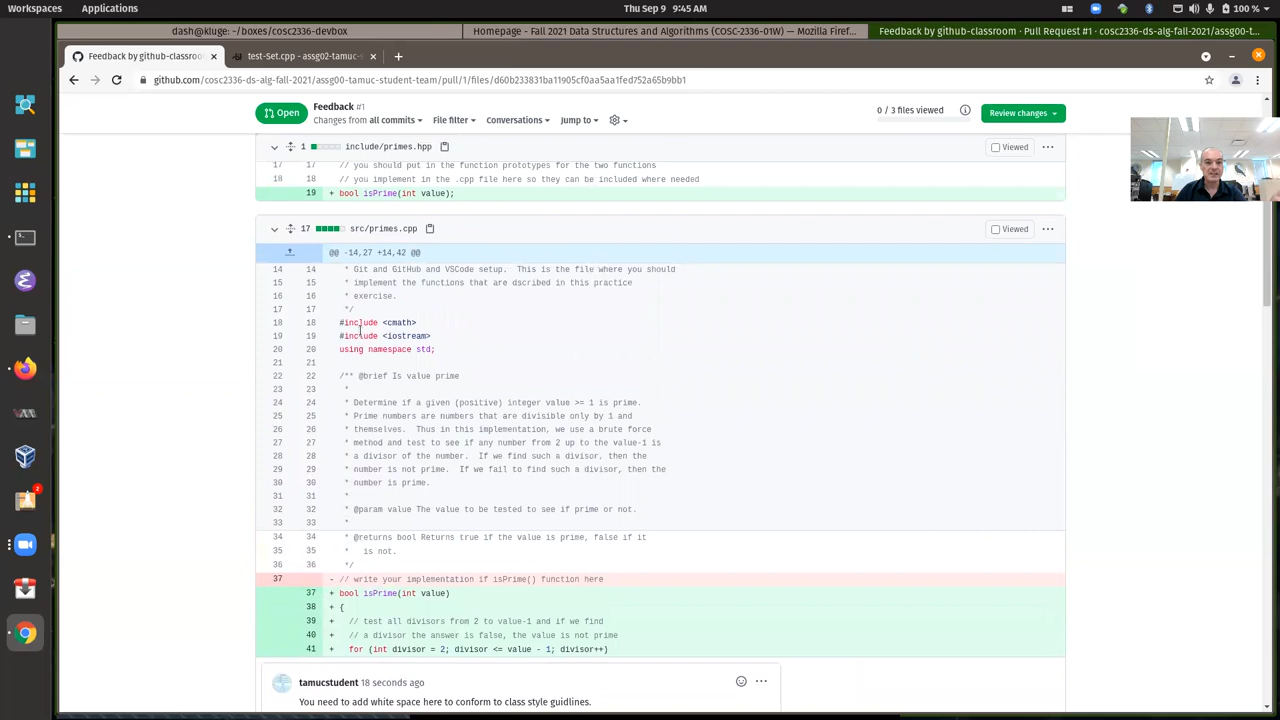 Workspaces Applications Thu Sep 9 9:45 AM 100 %
dash@kluge: ~/boxes/cosc2336-devbox Homepage - Fall 2021 Data Structures and Algorithms (COSC-2336-01W) — Mozilla Firef... Feedback by github-classroom · Pull Request #1 · cosc2336-ds-alg-fall-2021/assg00-t...
Feedback by github-classroo test-Set.cpp - assg02-tamuc-s
github.com/cosc2336-ds-alg-fall-2021/assg00-tamuc-student-team/pull/1/files/d60b233831ba11905cf0aa5aa1fed752a65b9bb1
Open Feedback #1 0 / 3 files viewed Review changes
Changes from all commits File filter Conversations Jump to
1 include/primes.hpp Viewed
17 17 // you should put in the function prototypes for the two functions
18 18 // you implement in the .cpp file here so they can be included where needed
19 + bool isPrime(int value);
17 src/primes.cpp Viewed
@@ -14,27 +14,42 @@
14 14 * Git and GitHub and VSCode setup. This is the file where you should
15 15 * implement the functions that are dscribed in this practice
16 16 * exercise.
17 17 */
18 18 #include <cmath>
19 19 #include <iostream>
20 20 using namespace std;
21 21
22 22 /** @brief Is value prime
23 23 *
24 24 * Determine if a given (positive) integer value >= 1 is prime.
25 25 * Prime numbers are numbers that are divisible only by 1 and
26 26 * themselves. Thus in this implementation, we use a brute force
27 27 * method and test to see if any number from 2 up to the value-1 is
28 28 * a divisor of the number. If we find such a divisor, then the
29 29 * number is not prime. If we fail to find such a divisor, then the
30 30 * number is prime.
31 31 *
32 32 * @param value The value to be tested to see if prime or not.
33 33 *
34 34 * @returns bool Returns true if the value is prime, false if it
35 35 * is not.
36 36 */
37 - // write your implementation if isPrime() function here
37 + bool isPrime(int value)
38 + {
39 + // test all divisors from 2 to value-1 and if we find
40 + // a divisor the answer is false, the value is not prime
41 + for (int divisor = 2; divisor <= value - 1; divisor++)
tamucstudent 18 seconds ago
You need to add white space here to conform to class style guidlines.
2